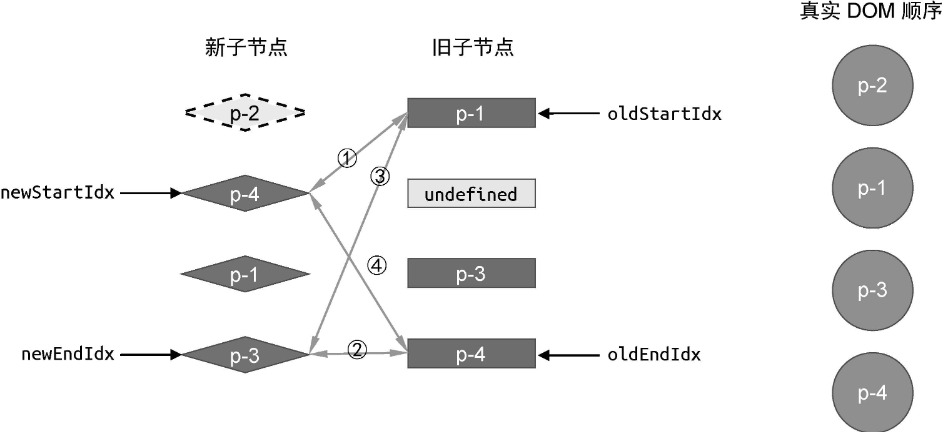 真实 DOM 顺序
新子节点
旧子节点
p-2
p-1
oldStartIdx
p-2
①
③
newStartIdx
p-4
undefined
p-1
④
p-1
p-3
p-3
newEndIdx
p-3
②
p-4
oldEndIdx
p-4